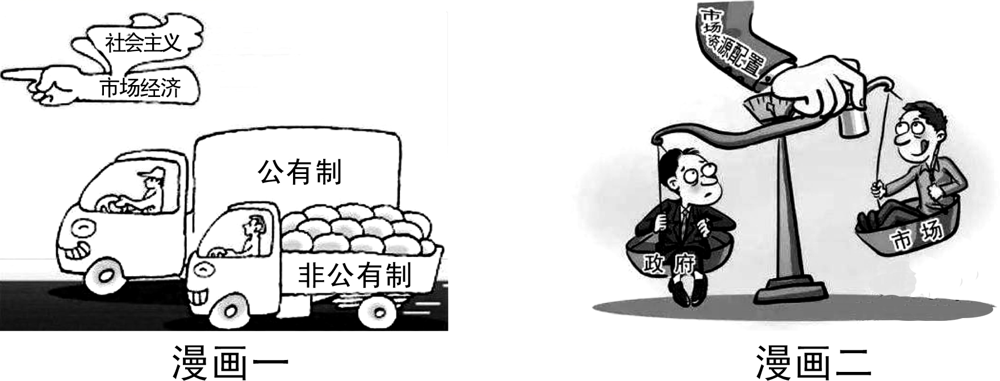 社会主义
市场经济
公有制
非公有制
漫画一
市场资源配置
政府
市场
漫画二